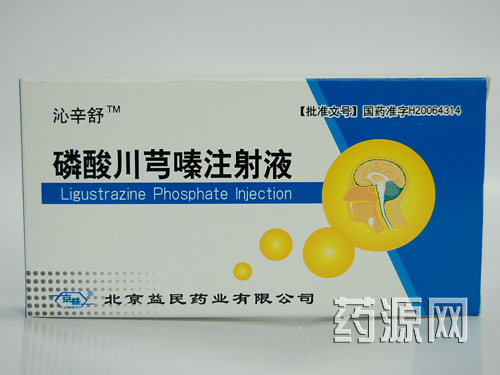 沁辛舒™
【批准文号】国药准字H20064314
磷酸川芎嗪注射液
Ligustrazine Phosphate Injection
京益
北京益民药业有限公司
药源网